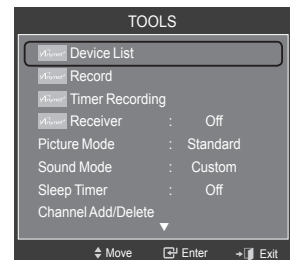 TOOLS
Device List
Record
Timer Recording
Receiver : Off
Picture Mode : Standard
Sound Mode : Custom
Sleep Timer : Off
Channel Add/Delete
Move Enter Exit